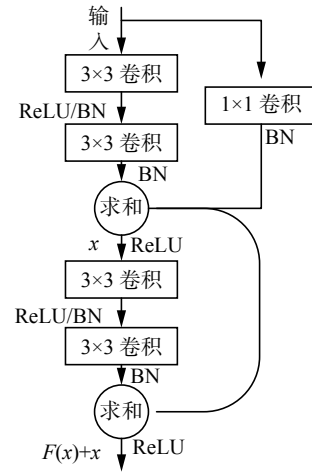 输
入
3×3 卷积
ReLU/BN
1×1 卷积
3×3 卷积
BN
BN
求和
x
ReLU
3×3 卷积
ReLU/BN
3×3 卷积
BN
求和
F(x)+x
ReLU